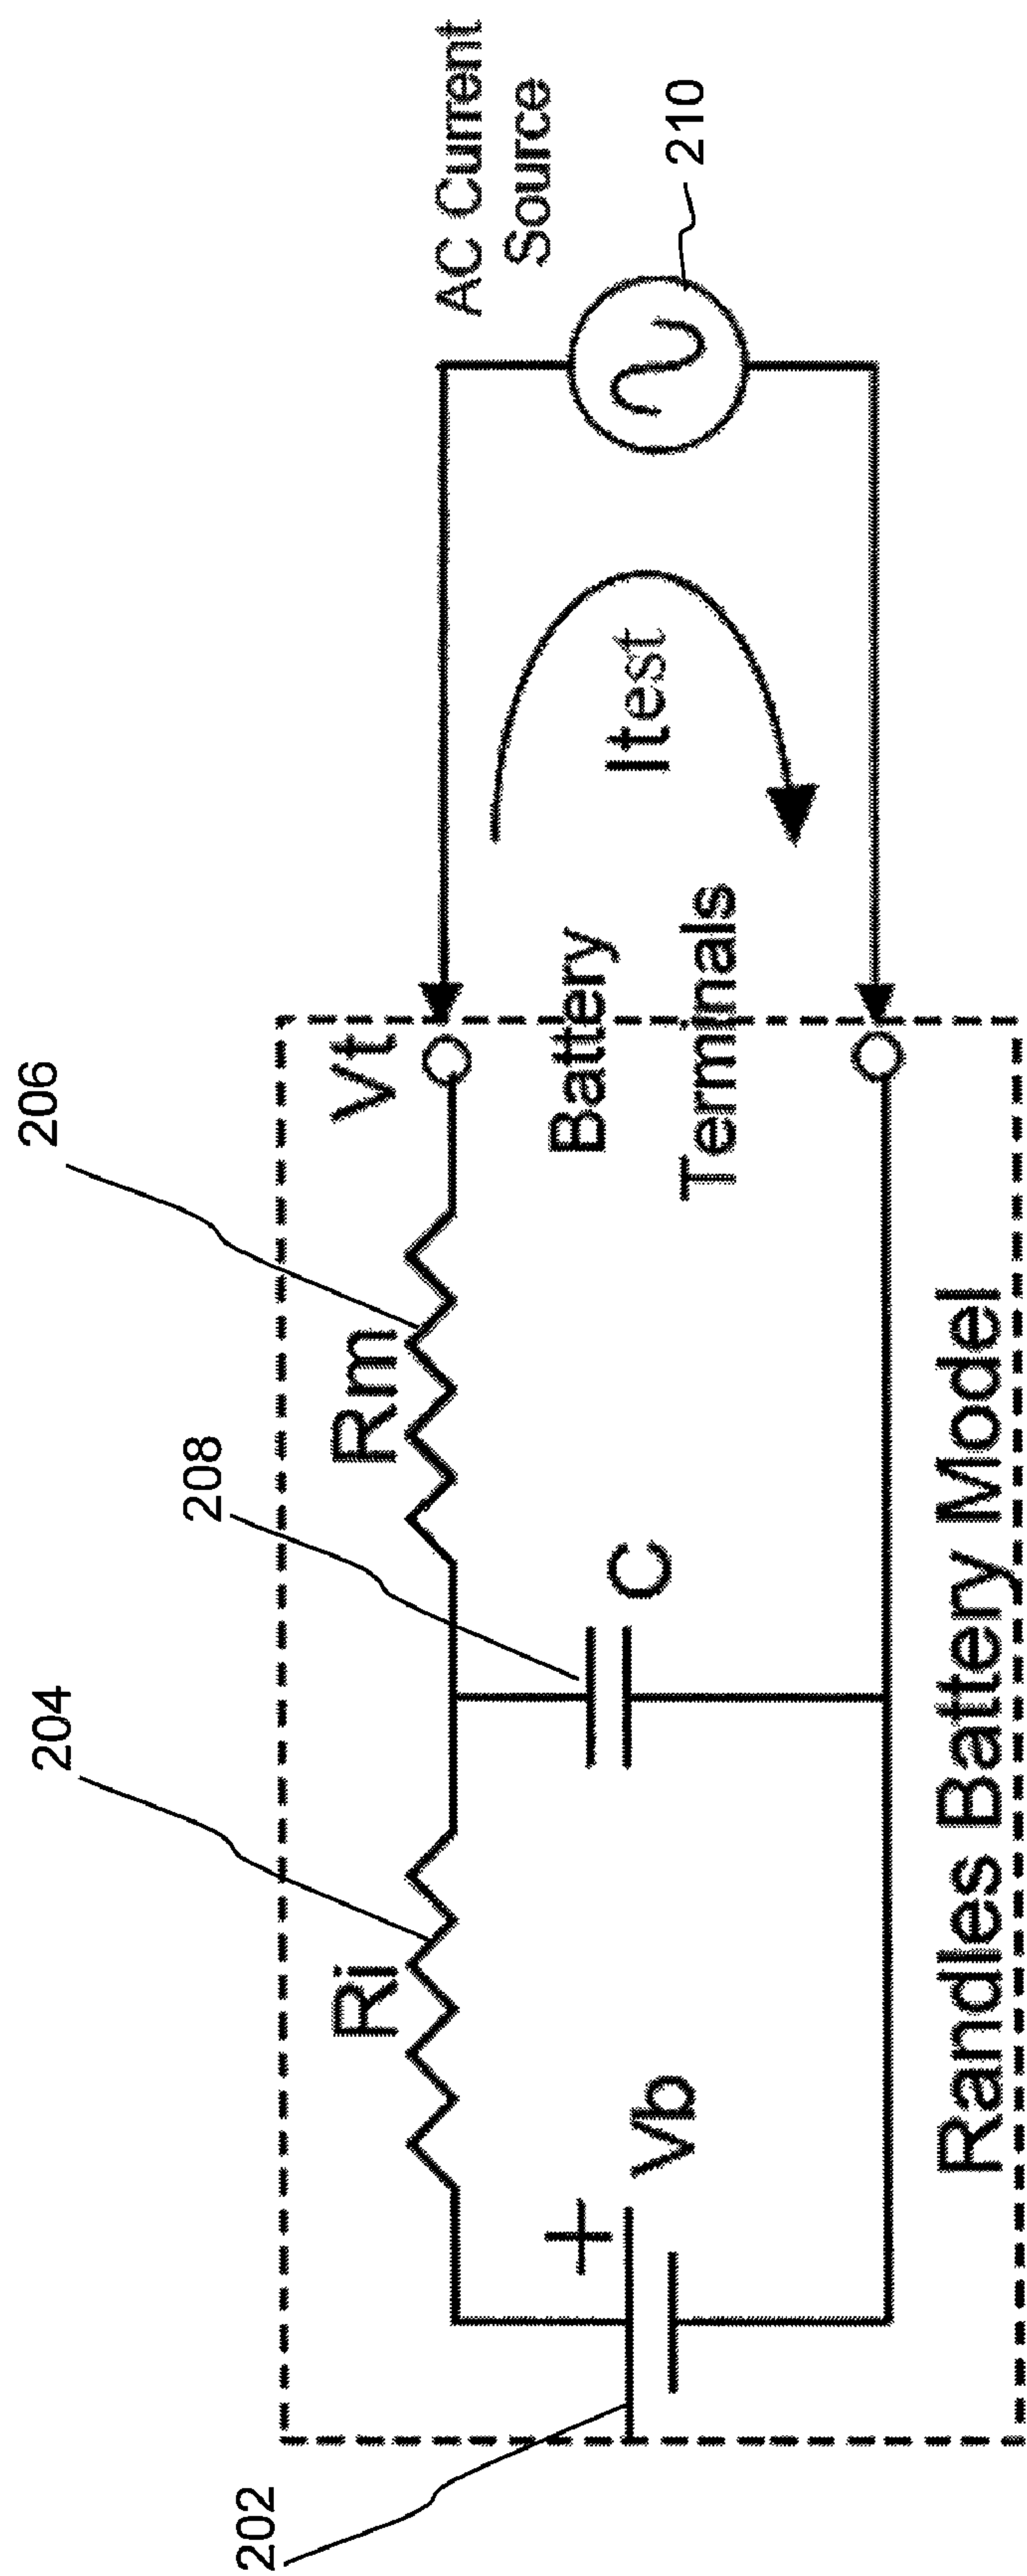 AC Current
Source
210
206
Vt
Itest
Rm
Battery
Terminals
208
C
204
Ri
Vb
+
202
Randles Battery Model